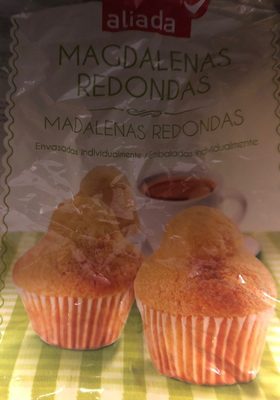 aliada
MAGDALENAS
REDONDAS
MADALENAS REDONDAS
Envasadas individualmente / Embaladas individualmente